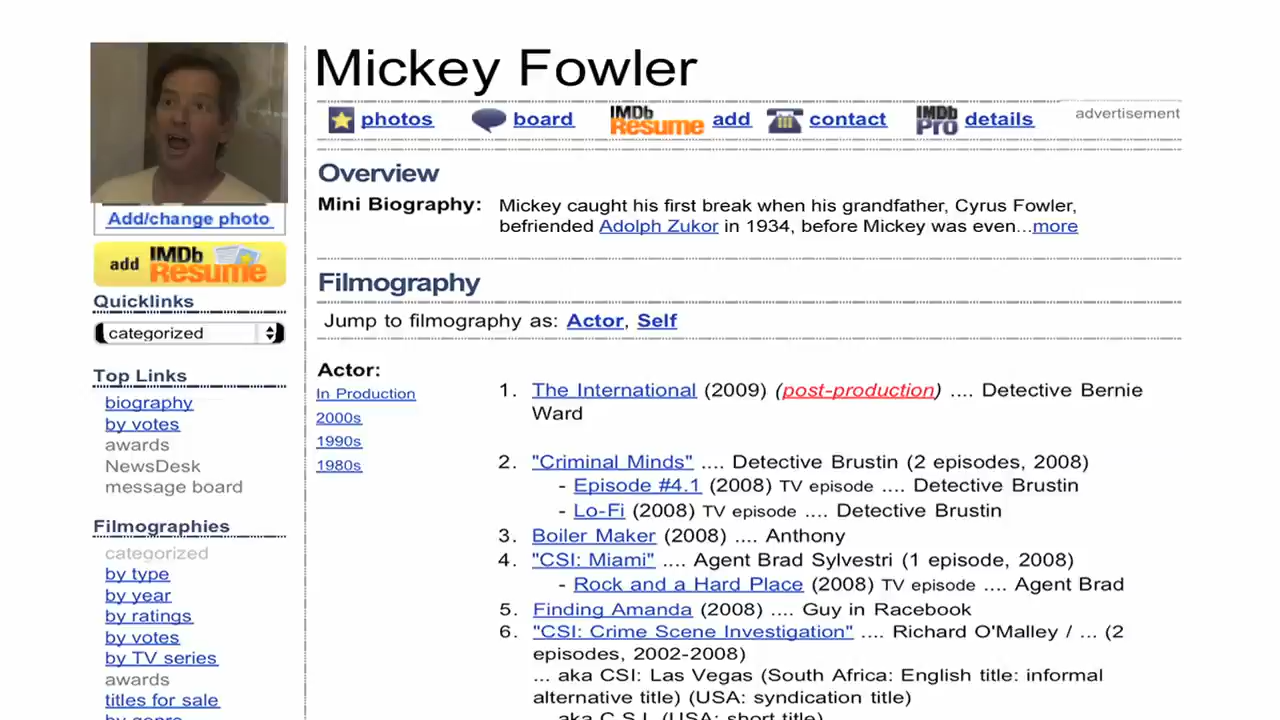 Mickey Fowler
photos board IMDb Resume add contact IMDb Pro details advertisement
Overview
Mini Biography: Mickey caught his first break when his grandfather, Cyrus Fowler,
befriended Adolph Zukor in 1934, before Mickey was even...more
Filmography
Jump to filmography as: Actor, Self
Actor:
In Production
2000s
1990s
1980s
1. The International (2009) (post-production) .... Detective Bernie
Ward
2. "Criminal Minds" .... Detective Brustin (2 episodes, 2008)
- Episode #4.1 (2008) TV episode .... Detective Brustin
- Lo-Fi (2008) TV episode .... Detective Brustin
3. Boiler Maker (2008) .... Anthony
4. "CSI: Miami" .... Agent Brad Sylvestri (1 episode, 2008)
- Rock and a Hard Place (2008) TV episode .... Agent Brad
5. Finding Amanda (2008) .... Guy in Racebook
6. "CSI: Crime Scene Investigation" .... Richard O'Malley / ... (2
episodes, 2002-2008)
... aka CSI: Las Vegas (South Africa: English title: informal
alternative title) (USA: syndication title)
... aka C.S.I. (USA: short title)
Add/change photo
add IMDb Resume
Quicklinks
categorized
Top Links
biography
by votes
awards
NewsDesk
message board
Filmographies
categorized
by type
by year
by ratings
by votes
by TV series
awards
titles for sale
by genre